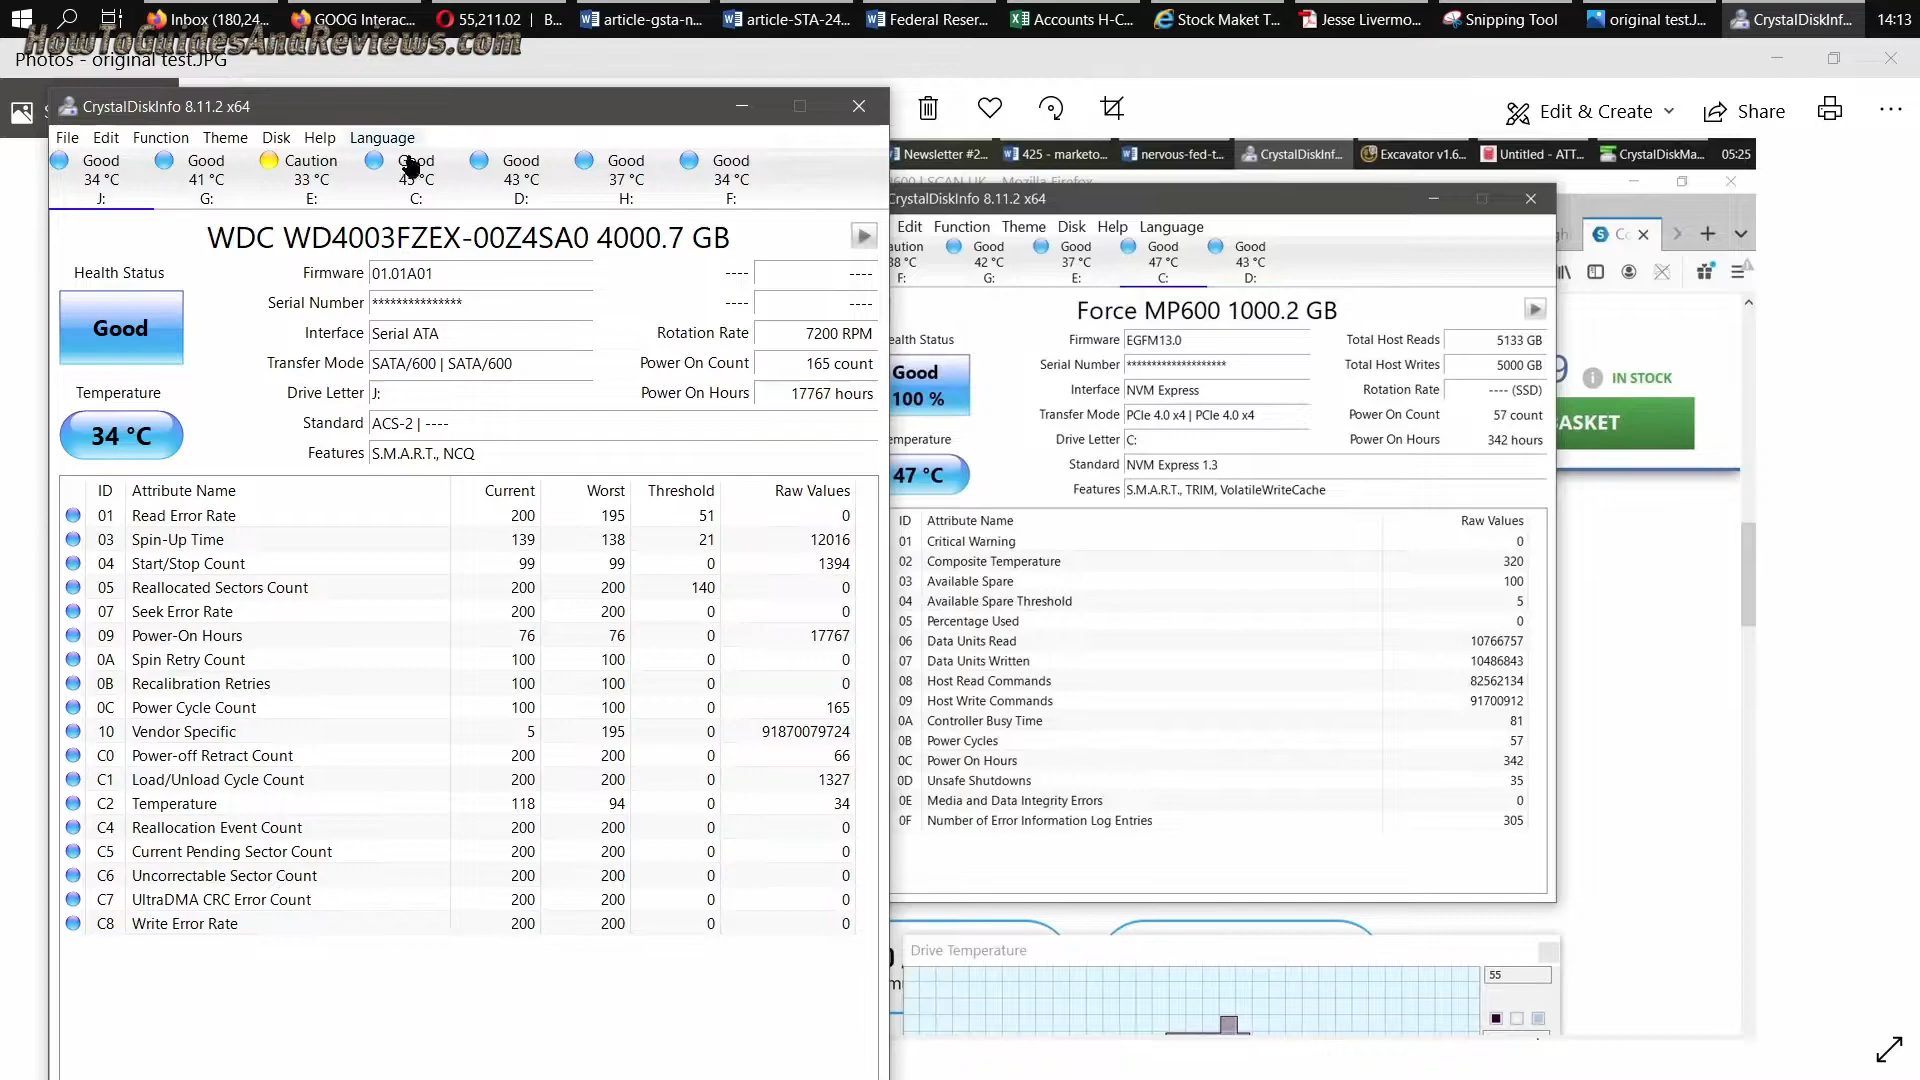 Inbox (180,24...
GOOG Interac...
55,211.02 | B...
article-gsta-n...
article-STA-24...
Federal Reser...
Accounts H-C...
Stock Maket T...
Jesse Livermo...
Snipping Tool
original test.J...
CrystalDiskInf...
14:13
HowToGuidesAndReviews.com
Photos - original test.JPG
Edit & Create
Share
CrystalDiskInfo 8.11.2 x64
File Edit Function Theme Disk Help Language
Good Good Caution Good Good Good Good
34 °C 41 °C 33 °C 45 °C 43 °C 37 °C 34 °C
J: G: E: C: D: H: F:
WDC WD4003FZEX-00Z4SA0 4000.7 GB
Health Status
Good
Temperature
34 °C
Firmware 01.01A01 ---- ----
Serial Number *************** ---- ----
Interface Serial ATA Rotation Rate 7200 RPM
Transfer Mode SATA/600 | SATA/600 Power On Count 165 count
Drive Letter J: Power On Hours 17767 hours
Standard ACS-2 | ----
Features S.M.A.R.T., NCQ
ID Attribute Name Current Worst Threshold Raw Values
01 Read Error Rate 200 195 51 0
03 Spin-Up Time 139 138 21 12016
04 Start/Stop Count 99 99 0 1394
05 Reallocated Sectors Count 200 200 140 0
07 Seek Error Rate 200 200 0 0
09 Power-On Hours 76 76 0 17767
0A Spin Retry Count 100 100 0 0
0B Recalibration Retries 100 100 0 0
0C Power Cycle Count 100 100 0 165
10 Vendor Specific 5 195 0 91870079724
C0 Power-off Retract Count 200 200 0 66
C1 Load/Unload Cycle Count 200 200 0 1327
C2 Temperature 118 94 0 34
C4 Reallocation Event Count 200 200 0 0
C5 Current Pending Sector Count 200 200 0 0
C6 Uncorrectable Sector Count 200 200 0 0
C7 UltraDMA CRC Error Count 200 200 0 0
C8 Write Error Rate 200 200 0 0
Newsletter #2...
425 - marketo...
nervous-fed-t...
CrystalDiskInf...
Excavator v1.6...
Untitled - ATT...
CrystalDiskMa...
05:25
CrystalDiskInfo 8.11.2 x64
Edit Function Theme Disk Help Language
aution Good Good Good Good
38 °C 42 °C 37 °C 47 °C 43 °C
F: G: E: C: D:
Force MP600 1000.2 GB
ealth Status
Good
100 %
emperature
47 °C
Firmware EGFM13.0 Total Host Reads 5133 GB
Serial Number ******************* Total Host Writes 5000 GB
Interface NVM Express Rotation Rate ---- (SSD)
Transfer Mode PCIe 4.0 x4 | PCIe 4.0 x4 Power On Count 57 count
Drive Letter C: Power On Hours 342 hours
Standard NVM Express 1.3
Features S.M.A.R.T., TRIM, VolatileWriteCache
ID Attribute Name Raw Values
01 Critical Warning 0
02 Composite Temperature 320
03 Available Spare 100
04 Available Spare Threshold 5
05 Percentage Used 0
06 Data Units Read 10766757
07 Data Units Written 10486843
08 Host Read Commands 82562134
09 Host Write Commands 91700912
0A Controller Busy Time 81
0B Power Cycles 57
0C Power On Hours 342
0D Unsafe Shutdowns 35
0E Media and Data Integrity Errors 0
0F Number of Error Information Log Entries 305
IN STOCK
ASKET
Drive Temperature
55